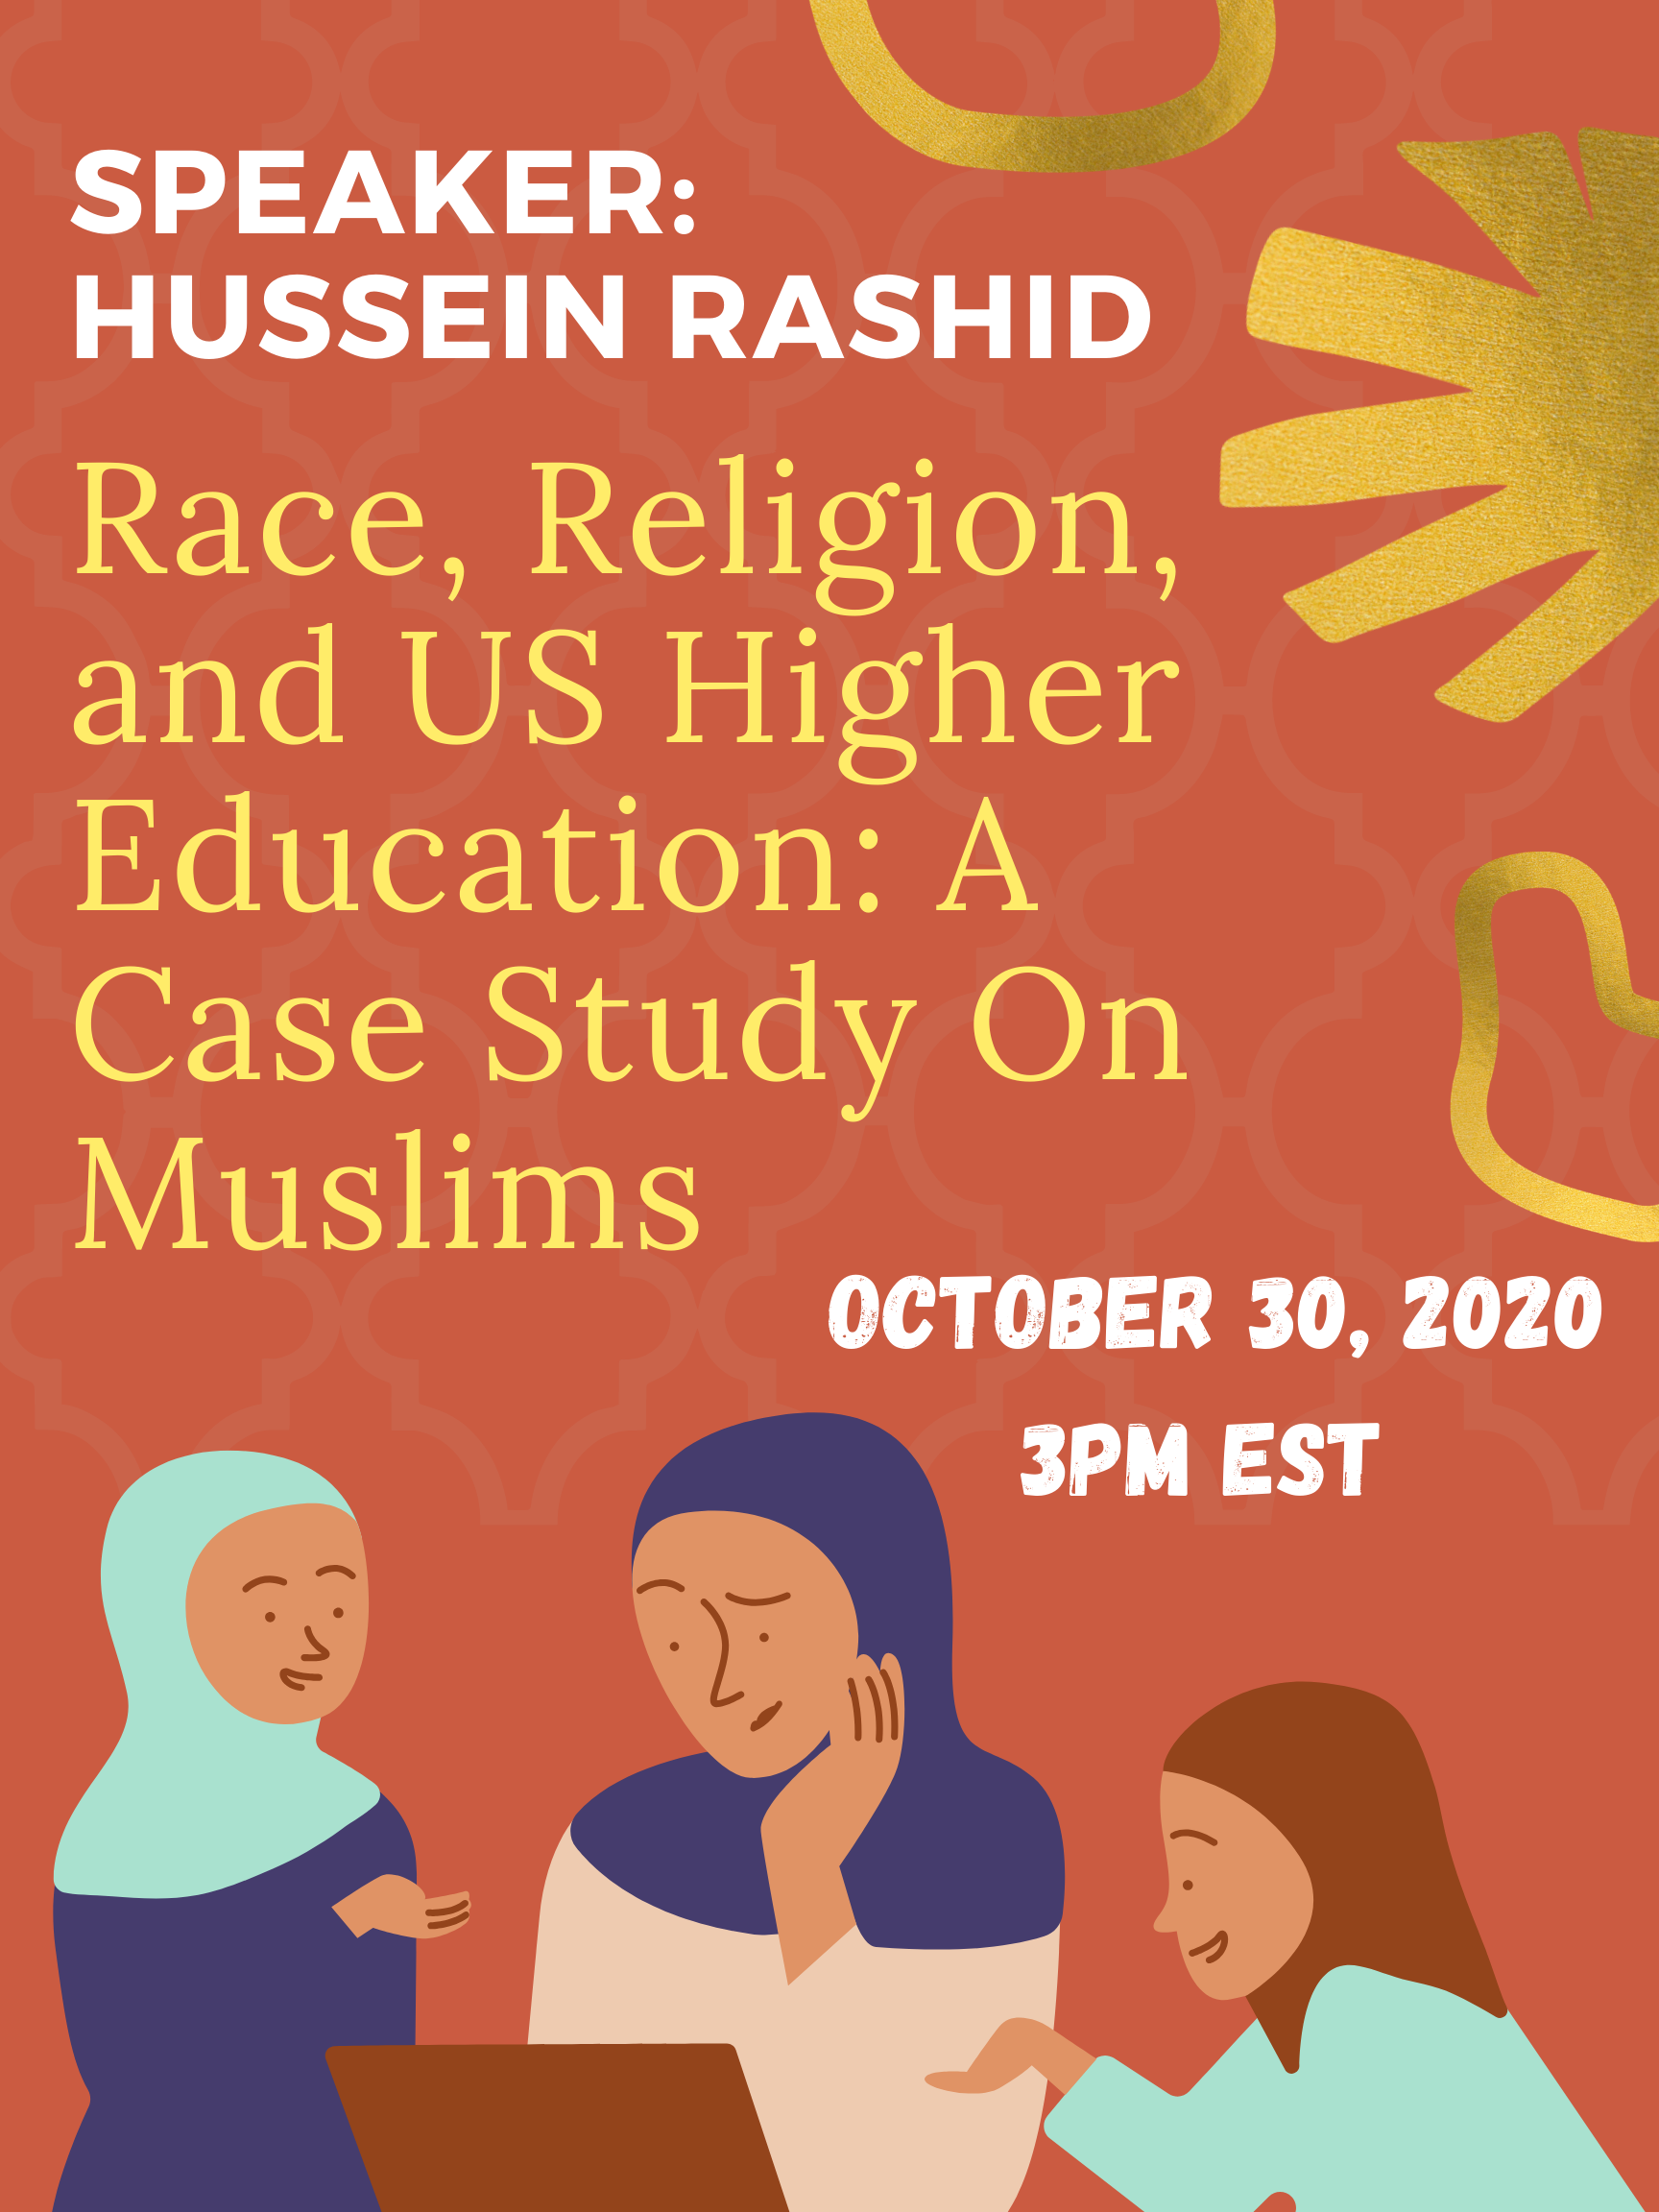 SPEAKER:
HUSSEIN RASHID
Race, Religion,
and US Higher
Education: A
Case Study On
Muslims
OCTOBER 30, 2020
3PM EST